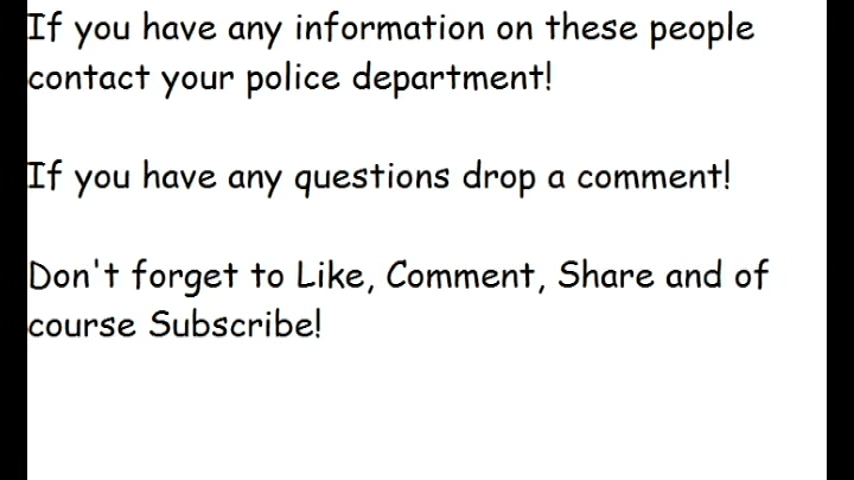 If you have any information on these people
contact your police department!
If you have any questions drop a comment!
Don't forget to Like, Comment, Share and of
course Subscribe!